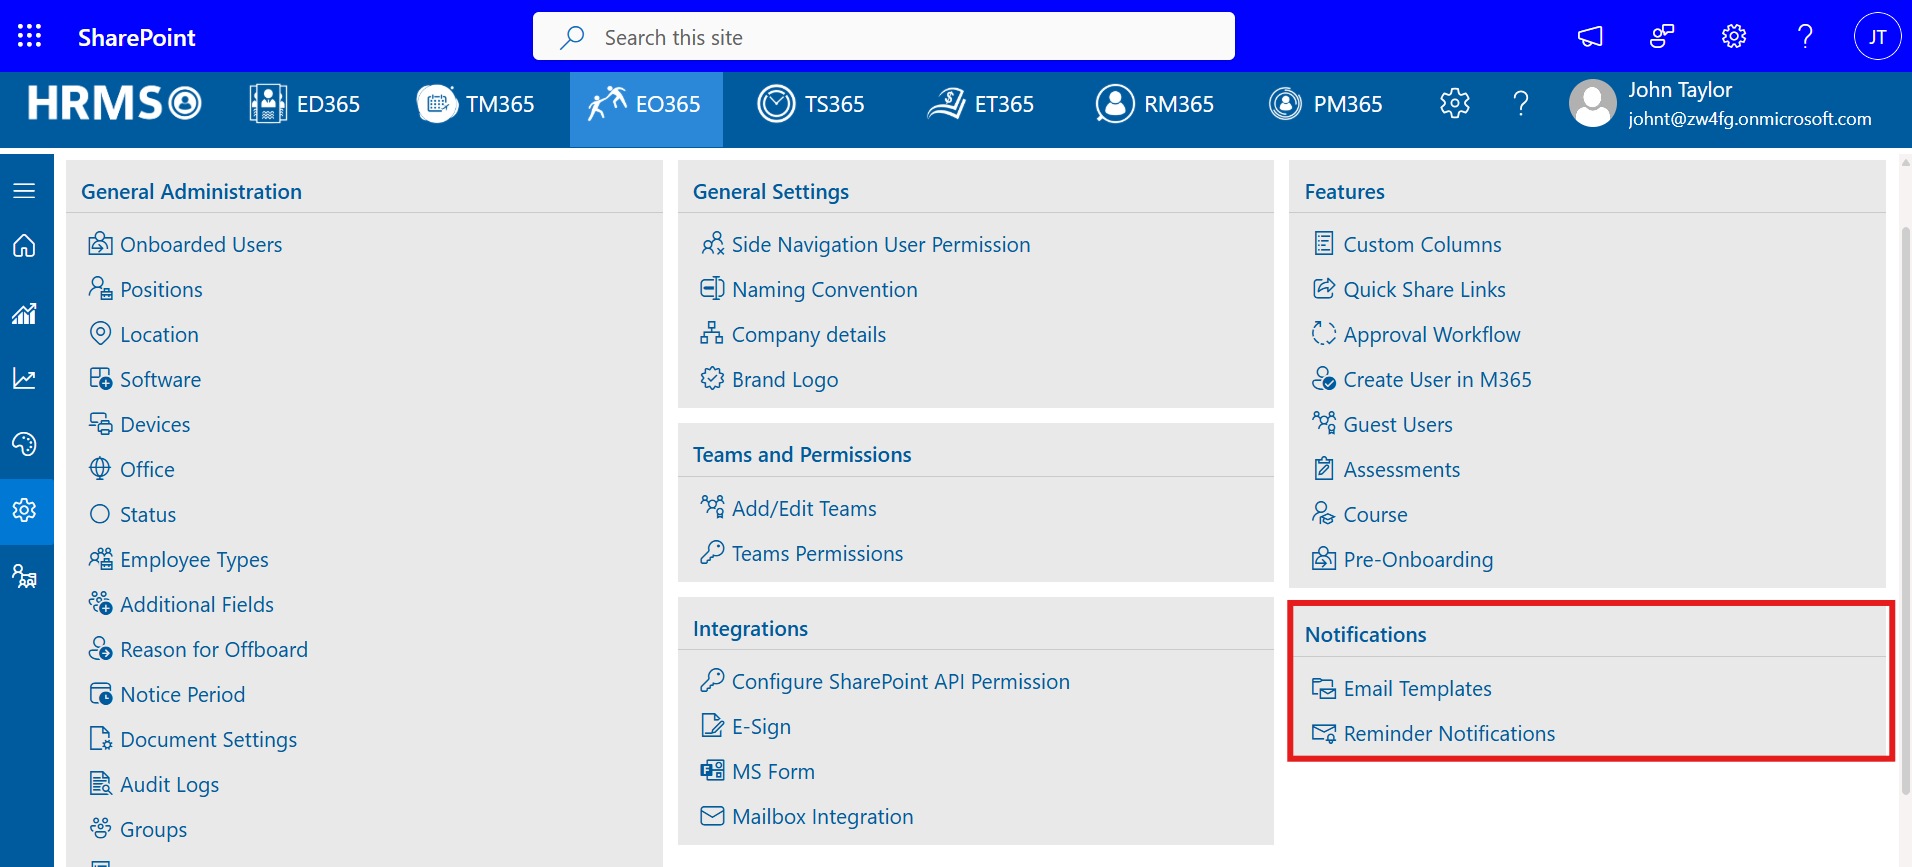 SharePoint
Search this site
JT
HRMS
ED365
TM365
EO365
TS365
ET365
RM365
PM365
John Taylor
johnt@zw4fg.onmicrosoft.com
General Administration
Onboarded Users
Positions
Location
Software
Devices
Office
Status
Employee Types
Additional Fields
Reason for Offboard
Notice Period
Document Settings
Audit Logs
Groups
General Settings
Side Navigation User Permission
Naming Convention
Company details
Brand Logo
Teams and Permissions
Add/Edit Teams
Teams Permissions
Integrations
Configure SharePoint API Permission
E-Sign
MS Form
Mailbox Integration
Features
Custom Columns
Quick Share Links
Approval Workflow
Create User in M365
Guest Users
Assessments
Course
Pre-Onboarding
Notifications
Email Templates
Reminder Notifications